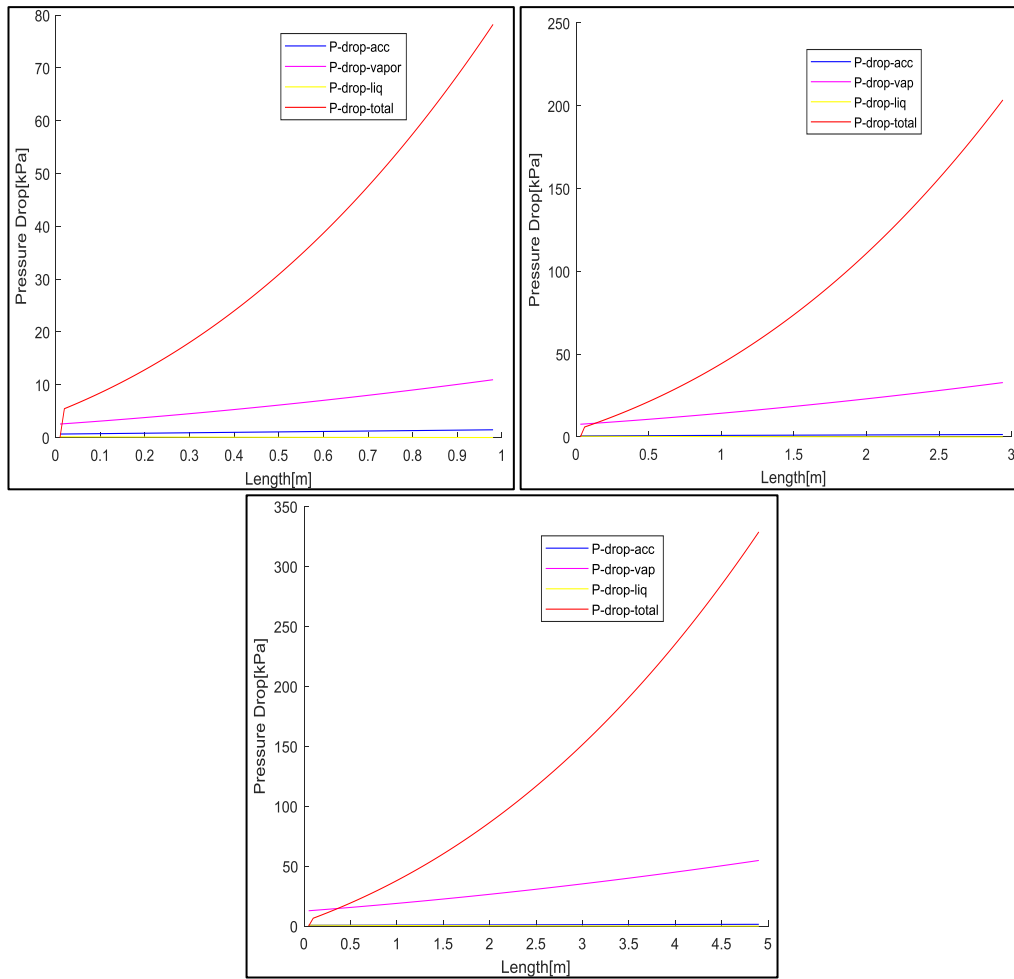 80
70
60
50
40
30
20
10
0
Pressure Drop[kPa]
P-drop-acc
P-drop-vapor
P-drop-liq
P-drop-total
0 0.1 0.2 0.3 0.4 0.5 0.6 0.7 0.8 0.9 1
Length[m]
250
200
150
100
50
0
Pressure Drop[kPa]
P-drop-acc
P-drop-vap
P-drop-liq
P-drop-total
0 0.5 1 1.5 2 2.5 3
Length[m]
350
300
250
200
150
100
50
0
Pressure Drop[kPa]
P-drop-acc
P-drop-vap
P-drop-liq
P-drop-total
0 0.5 1 1.5 2 2.5 3 3.5 4 4.5 5
Length[m]